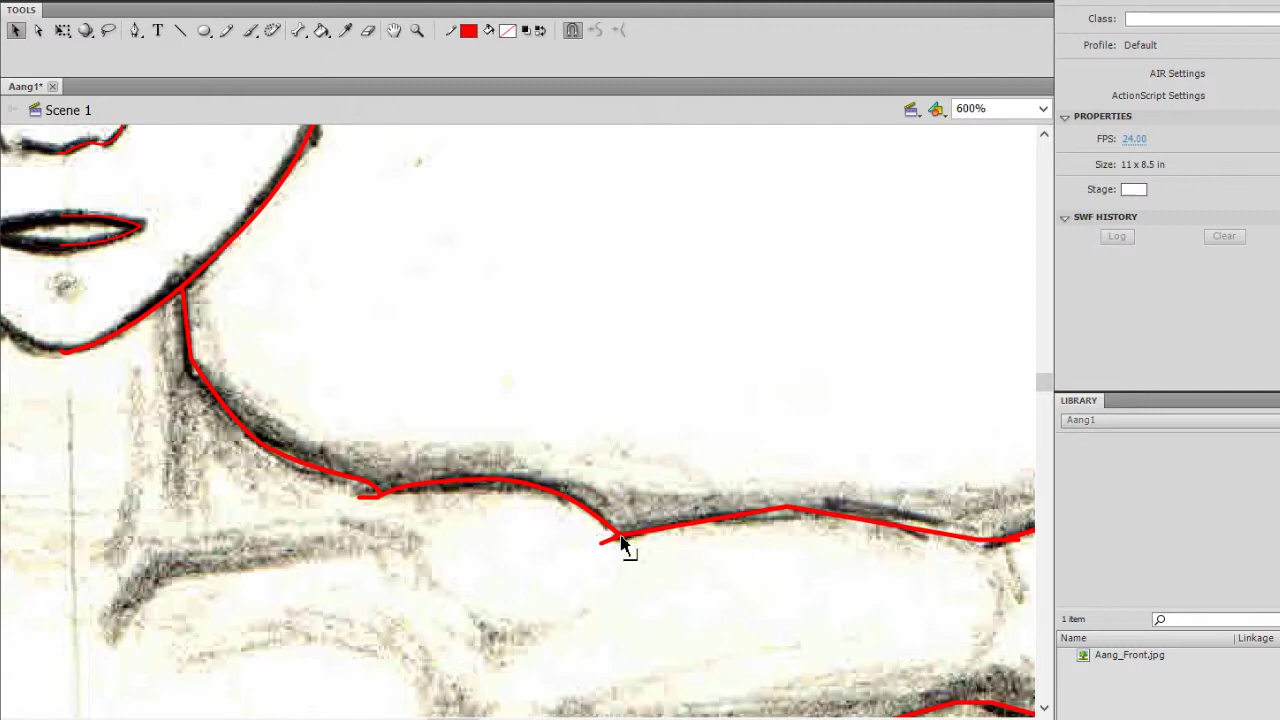 TOOLS
Aang1*
Scene 1
600%
Class:
Profile: Default
AIR Settings
ActionScript Settings
PROPERTIES
FPS: 24.00
Size: 11 x 8.5 in
Stage:
SWF HISTORY
Log
Clear
LIBRARY
Aang1
1 item
Name
Linkage
Aang_Front.jpg